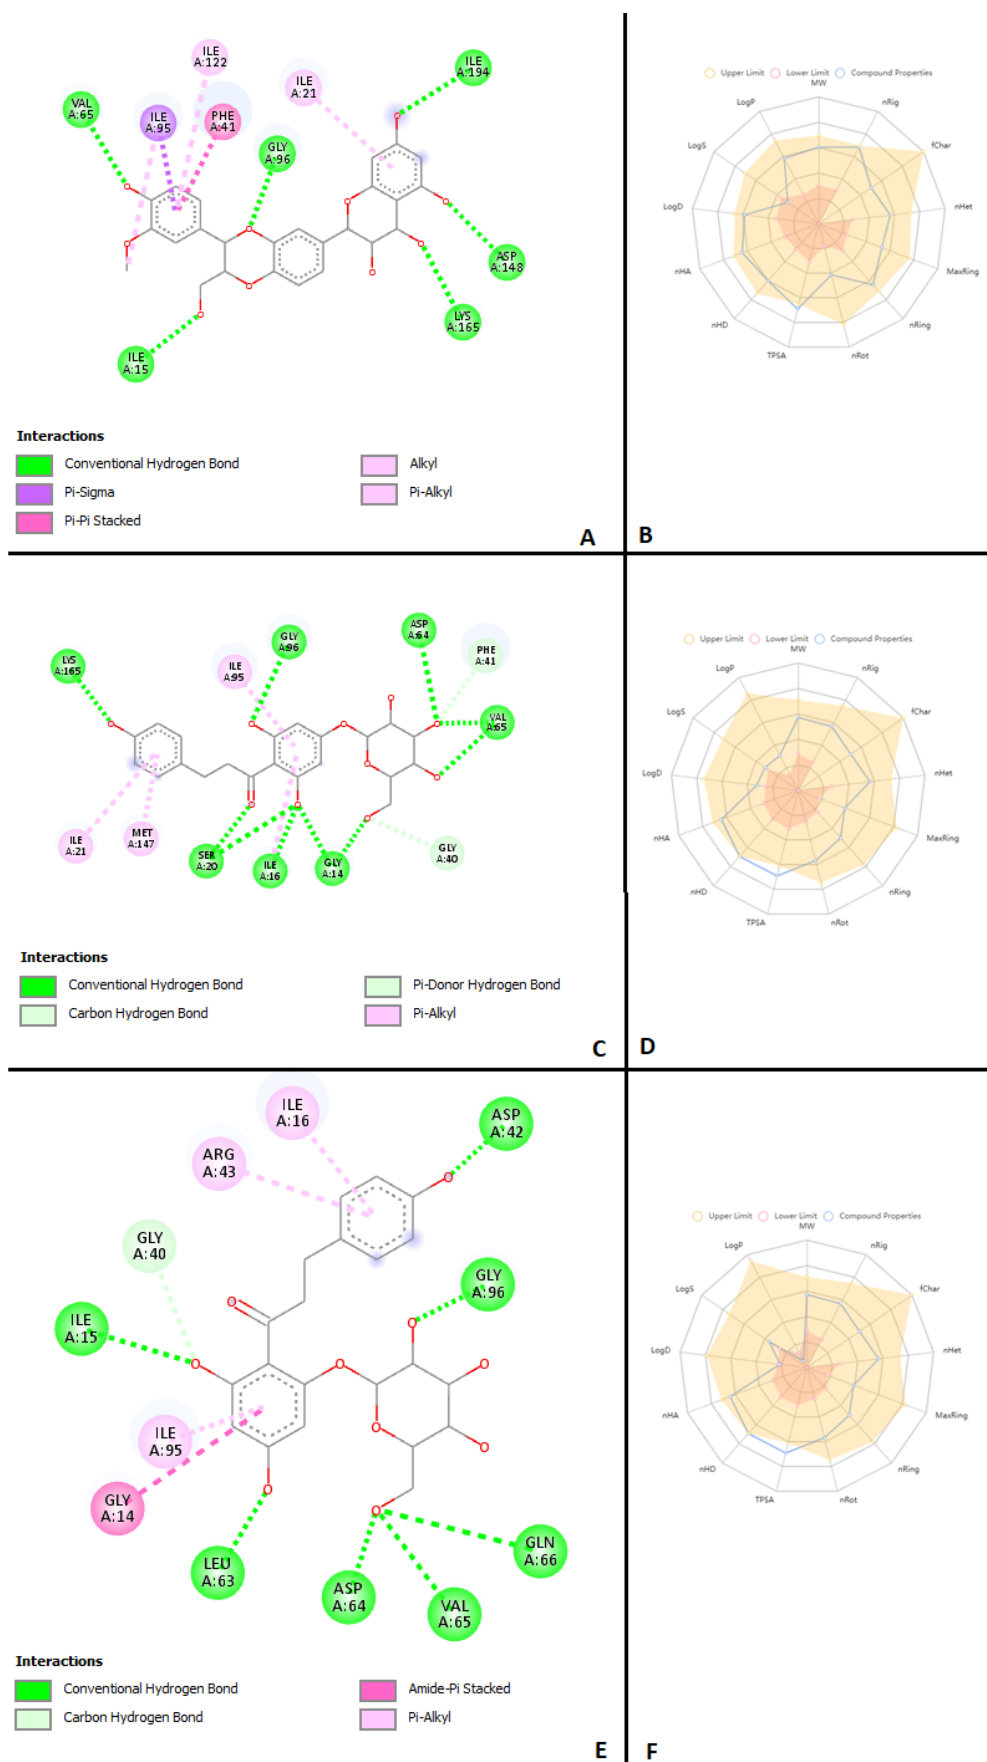 ILE
A:122
ILE
A:194
ILE
A:21
VAL
A:65
ILE
A:95
PHE
A:41
GLY
A:96
ASP
A:148
LYS
A:165
ILE
A:15
O
O
O
O
O
O
O
O
O
O
Interactions
Conventional Hydrogen Bond
Alkyl
Pi-Sigma
Pi-Alkyl
Pi-Pi Stacked
A
Upper Limit Lower Limit Compound Properties
MW
LogP
nRig
LogS
fChar
LogD
nHet
nHA
MaxRing
nHD
nRing
TPSA
nRot
B
LYS
A:165
ILE
A:95
GLY
A:96
ASP
A:64
PHE
A:41
VAL
A:65
ILE
A:21
MET
A:147
SER
A:20
ILE
A:16
GLY
A:14
GLY
A:40
O
O
O
O
O
O
O
O
O
O
Interactions
Conventional Hydrogen Bond
Pi-Donor Hydrogen Bond
Carbon Hydrogen Bond
Pi-Alkyl
C
Upper Limit Lower Limit Compound Properties
MW
LogP
nRig
LogS
fChar
LogD
nHet
nHA
MaxRing
nHD
nRing
TPSA
nRot
D
ILE
A:16
ASP
A:42
ARG
A:43
GLY
A:40
GLY
A:96
ILE
A:15
ILE
A:95
GLY
A:14
LEU
A:63
ASP
A:64
VAL
A:65
GLN
A:66
O
O
O
O
O
O
O
O
O
O
Interactions
Conventional Hydrogen Bond
Amide-Pi Stacked
Carbon Hydrogen Bond
Pi-Alkyl
E
Upper Limit Lower Limit Compound Properties
MW
LogP
nRig
LogS
fChar
LogD
nHet
nHA
MaxRing
nHD
nRing
TPSA
nRot
F